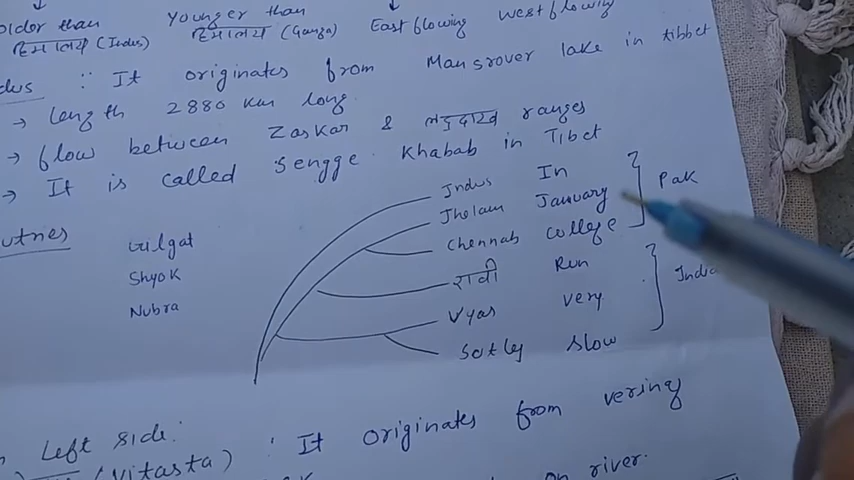 older than younger than East flowing west flowing
हिमालय (Indus) हिमालय (Ganga)
: It originates from Mansrover lake in tibbet
→ length 2880 km long
→ flow between Zaskar & लद्दाख ranges
→ It is called Sengge Khabab in Tibet
Indus In
Jhelam January Pak
Chennab college
रावी Run
Vyas very India
Satlej slow
Gilgat
Shyok
Nubra
Left side:
(Vitasta) : It originates from vering
on river.